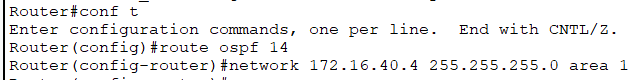 Router#conf t
Enter configuration commands, one per line.  End with CNTL/Z.
Router(config)#route ospf 14
Router(config-router)#network 172.16.40.4 255.255.255.0 area 1